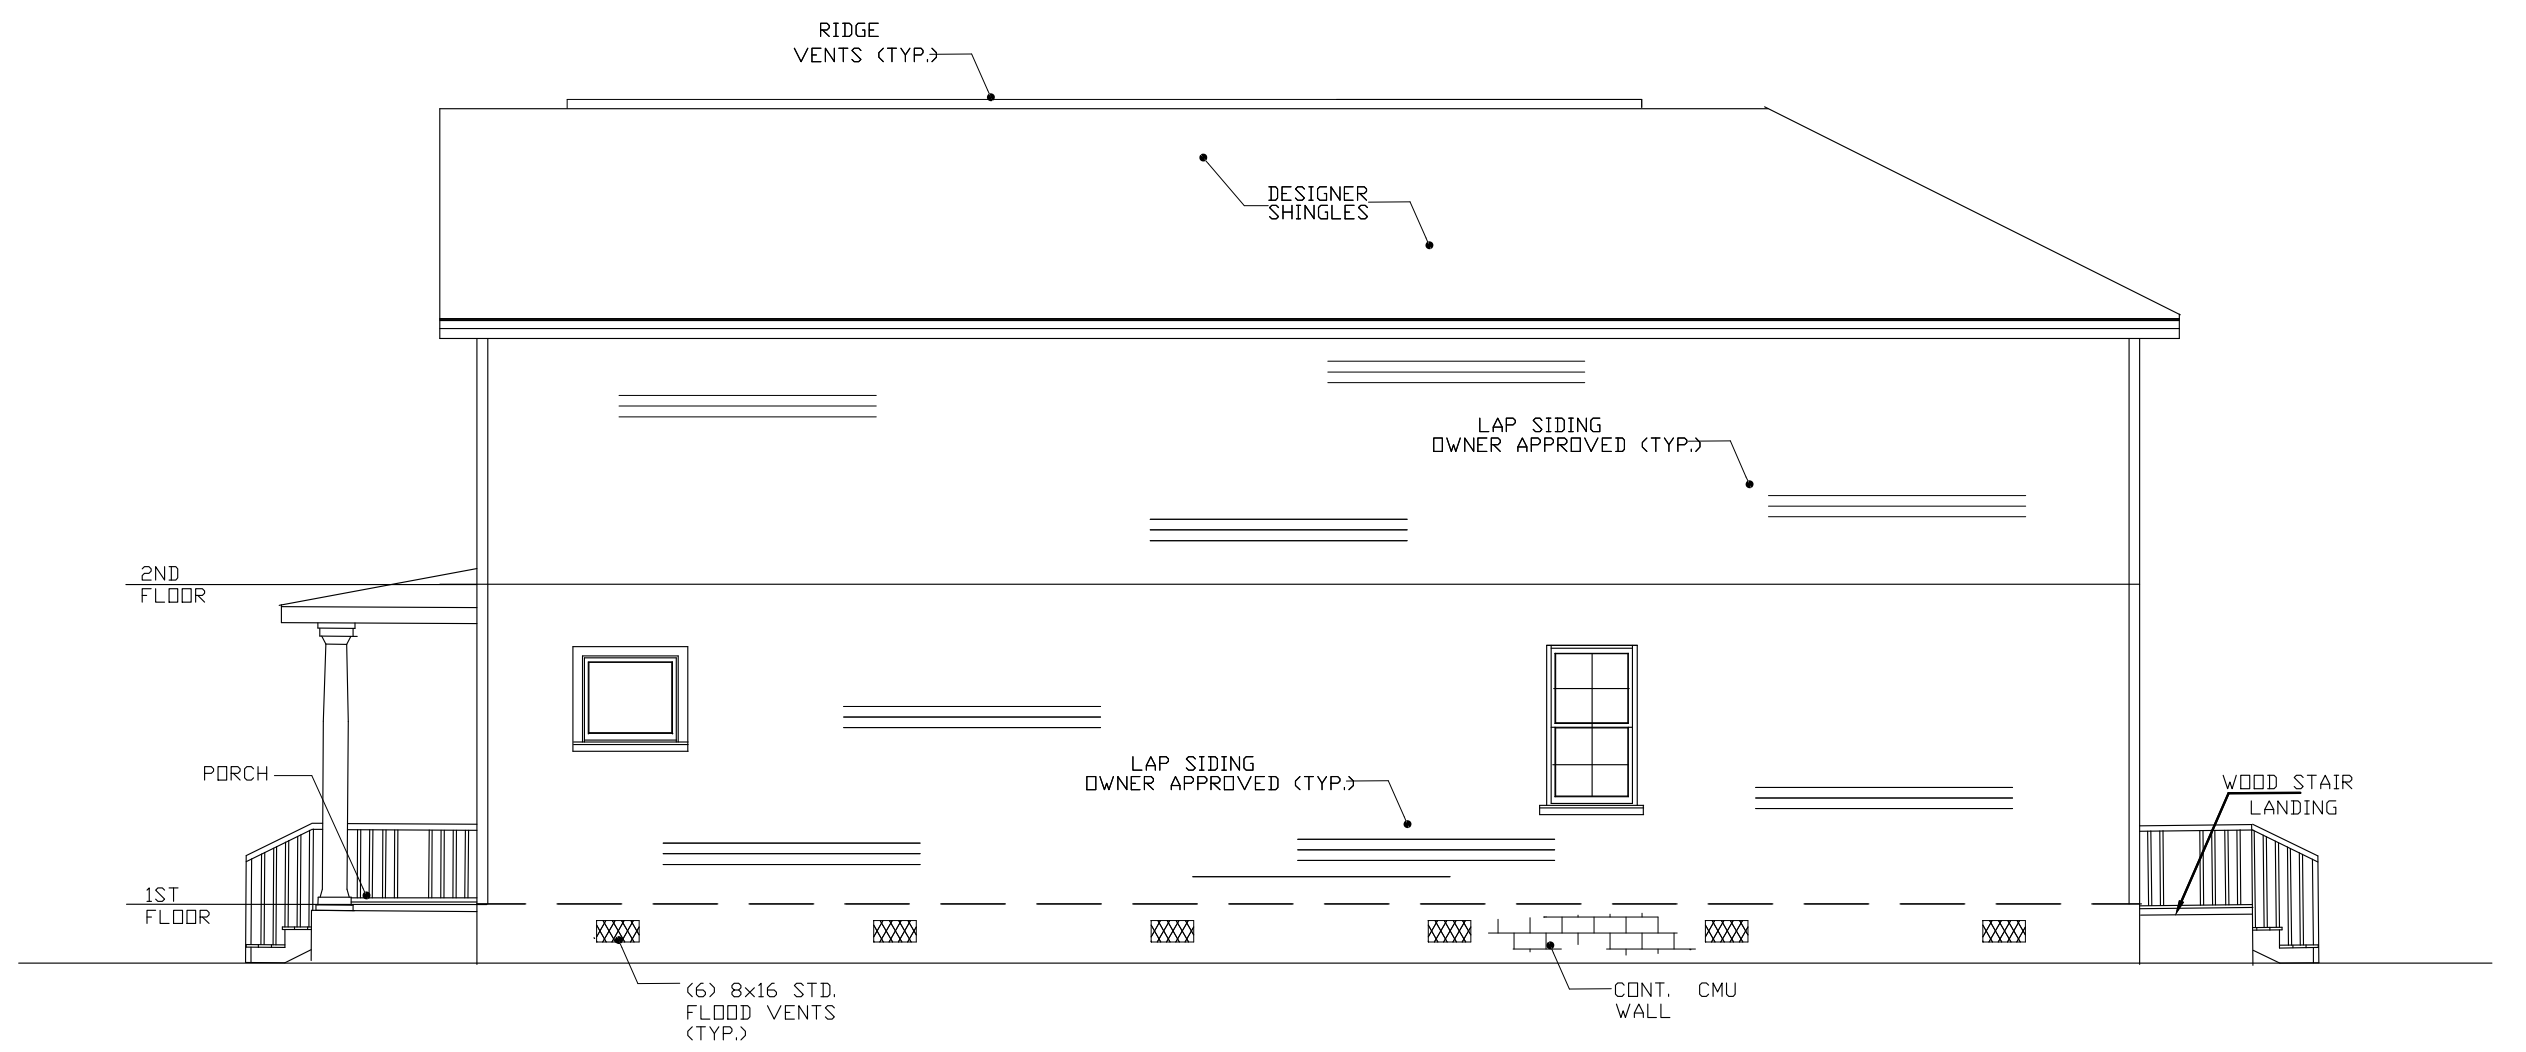 RIDGE
VENTS (TYP.)
DESIGNER
SHINGLES
LAP SIDING
OWNER APPROVED (TYP.)
2ND
FLOOR
LAP SIDING
OWNER APPROVED (TYP.)
PORCH
WOOD STAIR
LANDING
1ST
FLOOR
(6) 8x16 STD.
FLOOD VENTS
(TYP.)
CONT. CMU
WALL